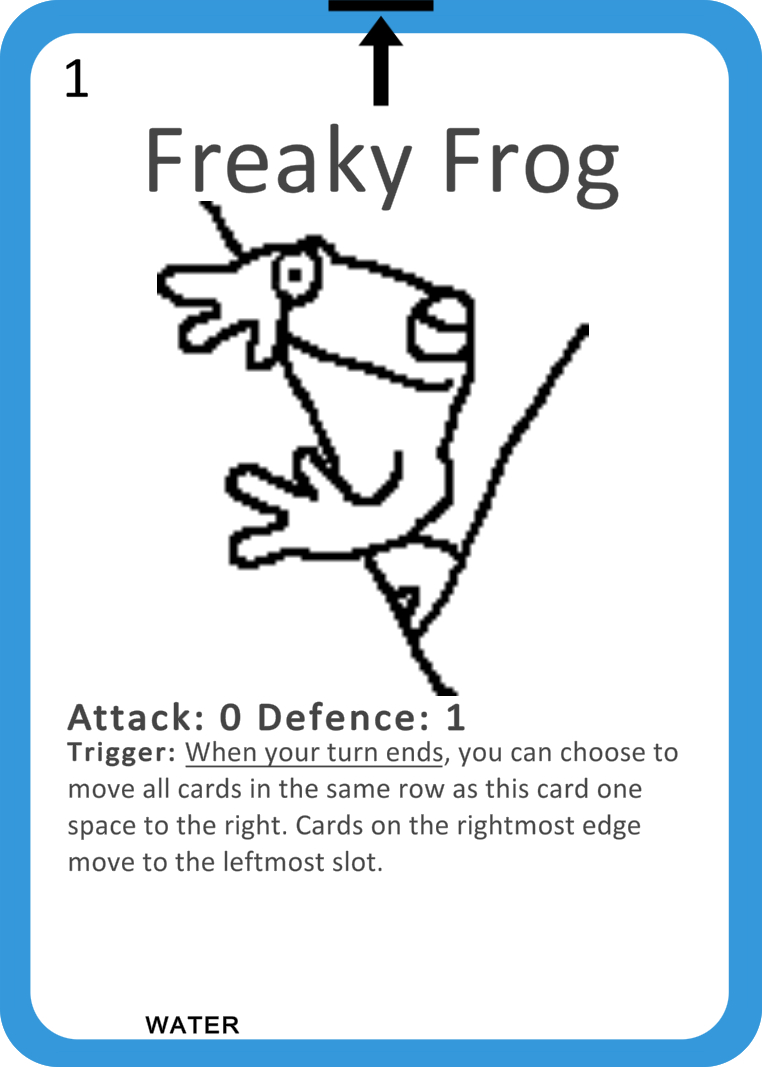 1
Freaky Frog
Attack: 0 Defence: 1
Trigger: When your turn ends, you can choose to
move all cards in the same row as this card one
space to the right. Cards on the rightmost edge
move to the leftmost slot.
WATER